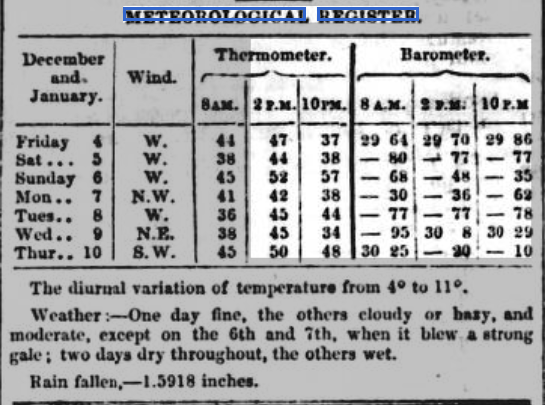 METEOROLOGICAL REGISTER.
December and January. Wind. Thermometer. Barometer.
8 A.M. 2 P.M. 10 P.M. 8 A.M. 2 P.M. 10 P.M
Friday 4 W. 44 47 37 29 64 29 70 29 86
Sat... 5 W. 38 44 38 — 80 — 77 — 77
Sunday 6 W. 45 52 57 — 68 — 48 — 35
Mon.. 7 N.W. 41 42 38 — 30 — 36 — 62
Tues.. 8 W. 36 45 44 — 77 — 77 — 78
Wed.. 9 N.E. 38 45 34 — 95 30 8 30 29
Thur.. 10 S.W. 45 50 48 30 25 — 20 — 10
The diurnal variation of temperature from 4° to 11°.
Weather:—One day fine, the others cloudy or hazy, and
moderate, except on the 6th and 7th, when it blew a strong
gale; two days dry throughout, the others wet.
Rain fallen,—1.5918 inches.